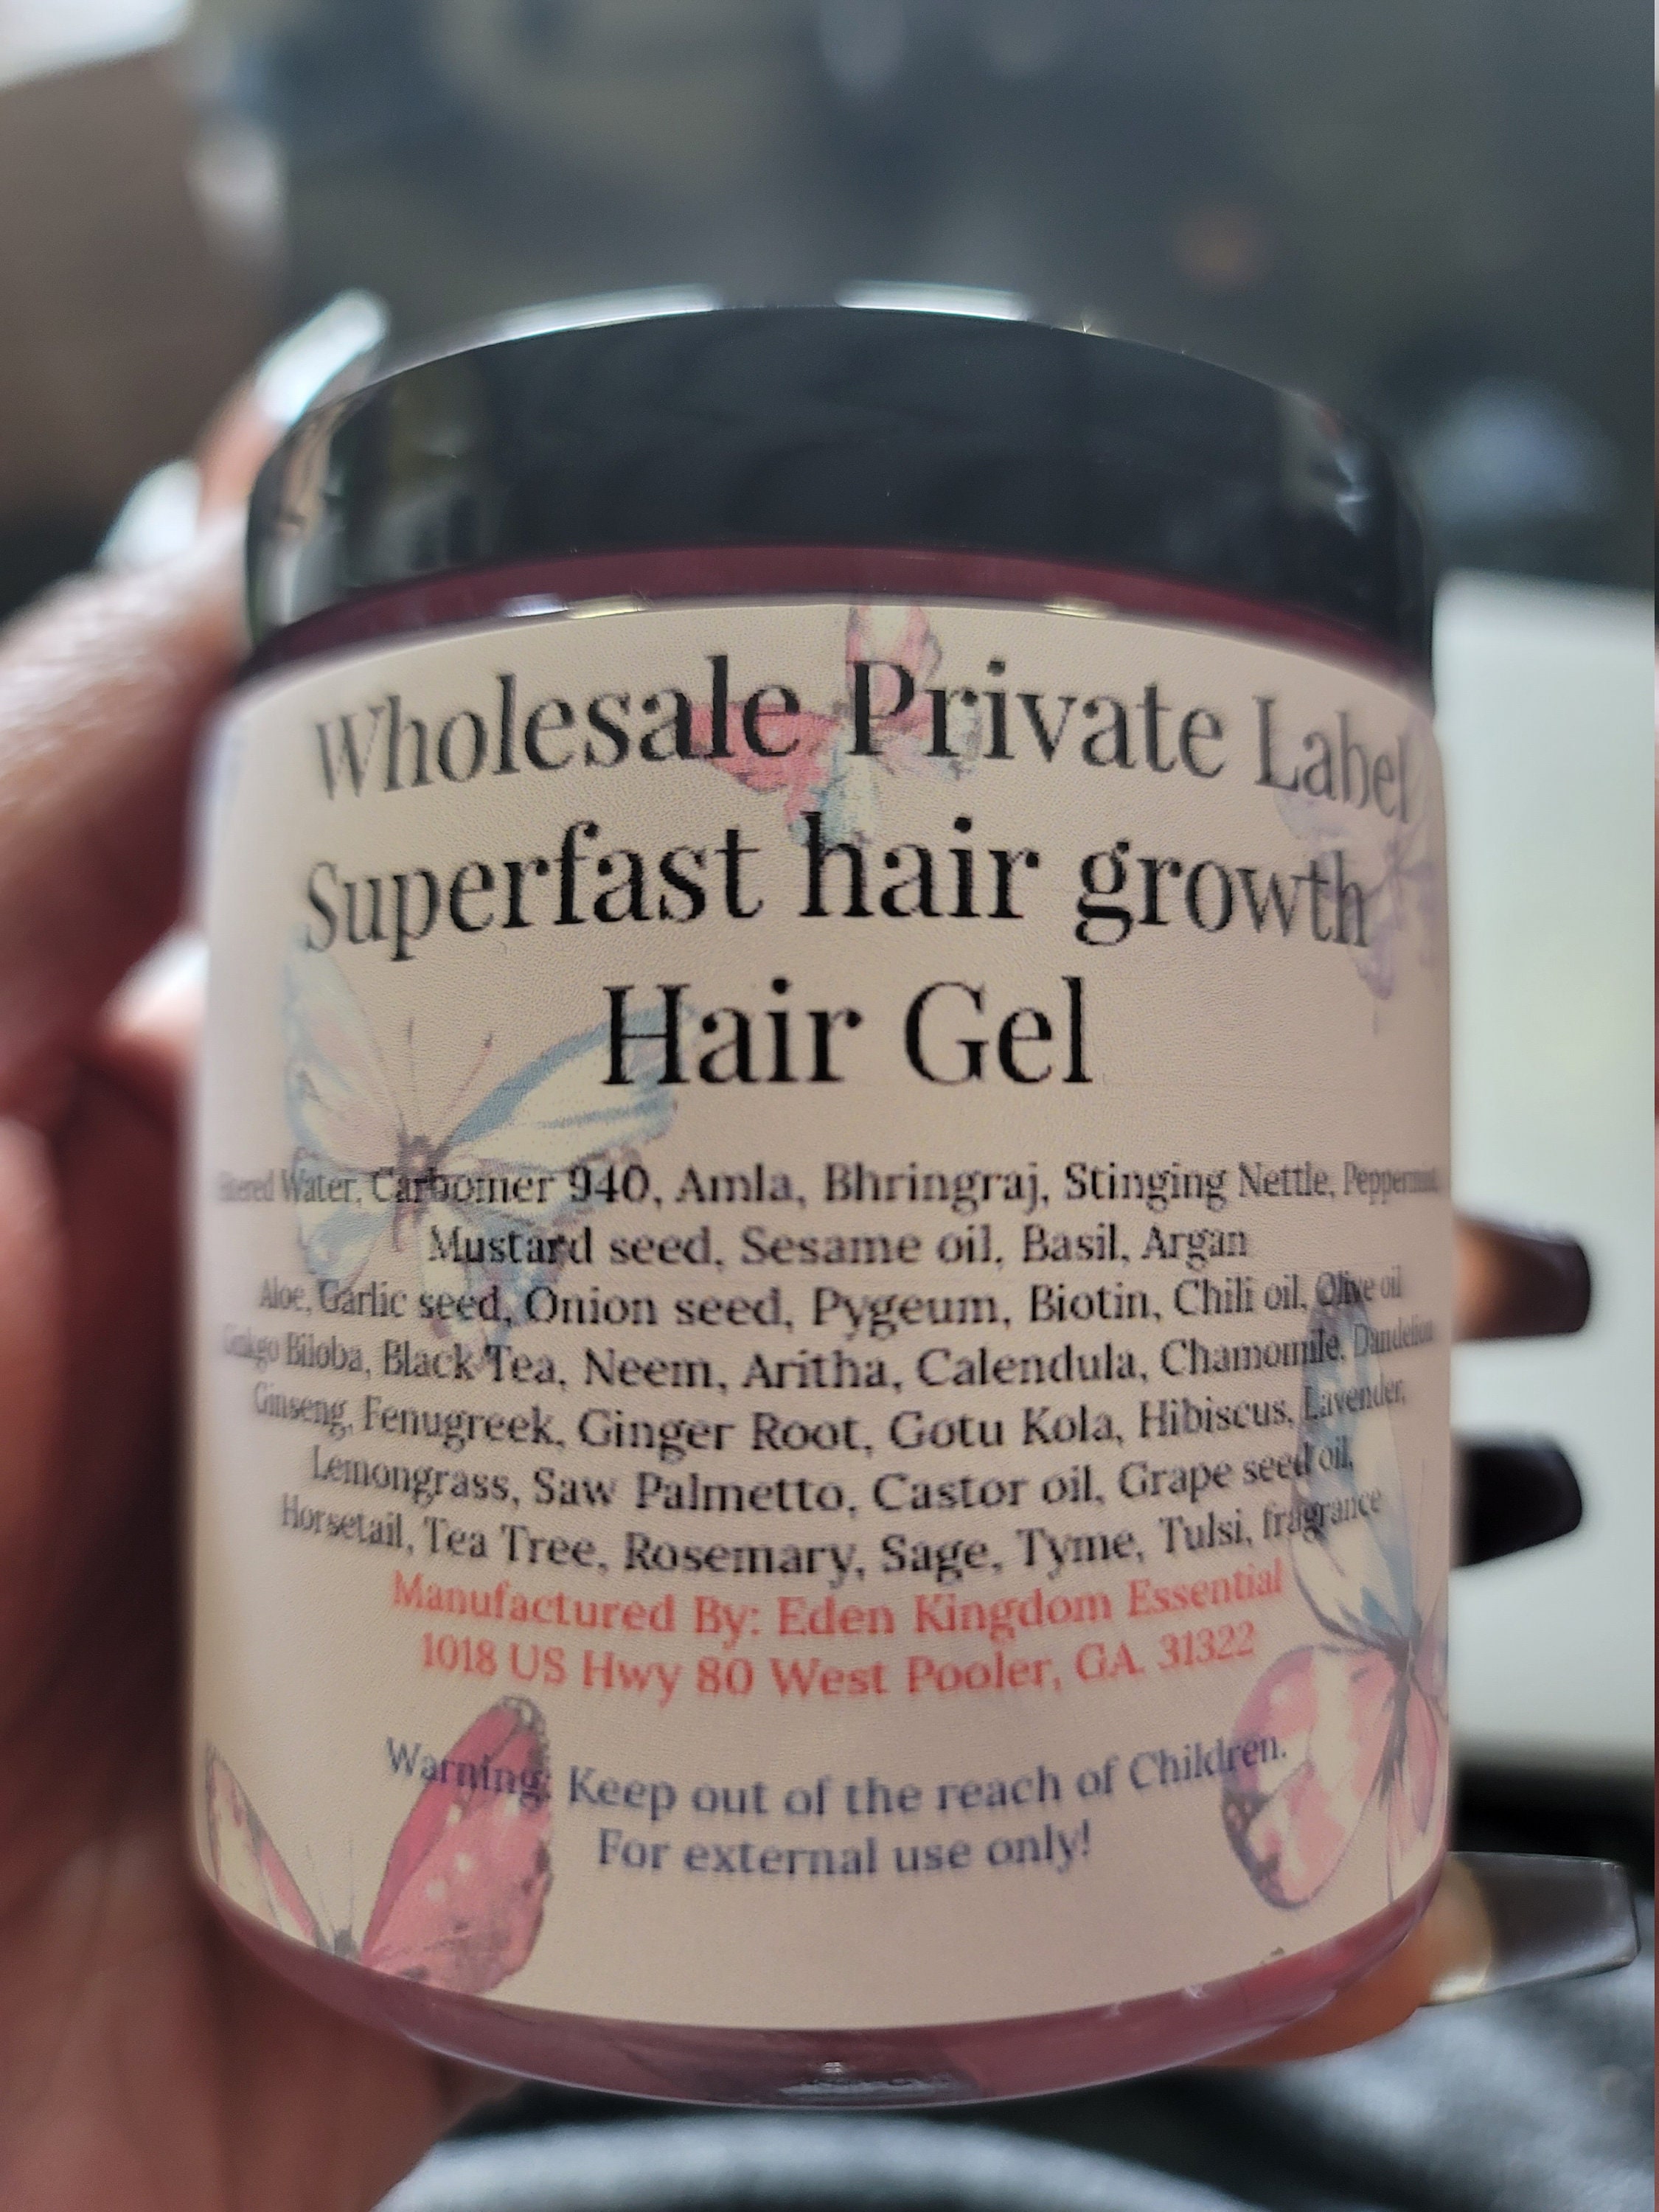 Wholesale Private Label
Superfast hair growth
Hair Gel
Water, Carbomer 940, Amla, Bhringraj, Stinging Nettle, Peppermint
Mustard seed, Sesame oil, Basil, Argan
Aloe, Garlic seed, Onion seed, Pygeum, Biotin, Chili oil, Olive oil
Ginkgo Biloba, Black Tea, Neem, Aritha, Calendula, Chamomile, Dandelion
Ginseng, Fenugreek, Ginger Root, Gotu Kola, Hibiscus, Lavender,
Lemongrass, Saw Palmetto, Castor oil, Grape seed oil,
Horsetail, Tea Tree, Rosemary, Sage, Tyme, Tulsi, fragrance
Manufactured By: Eden Kingdom Essential
1018 US Hwy 80 West Pooler, GA. 31322
Warning: Keep out of the reach of Children.
For external use only!